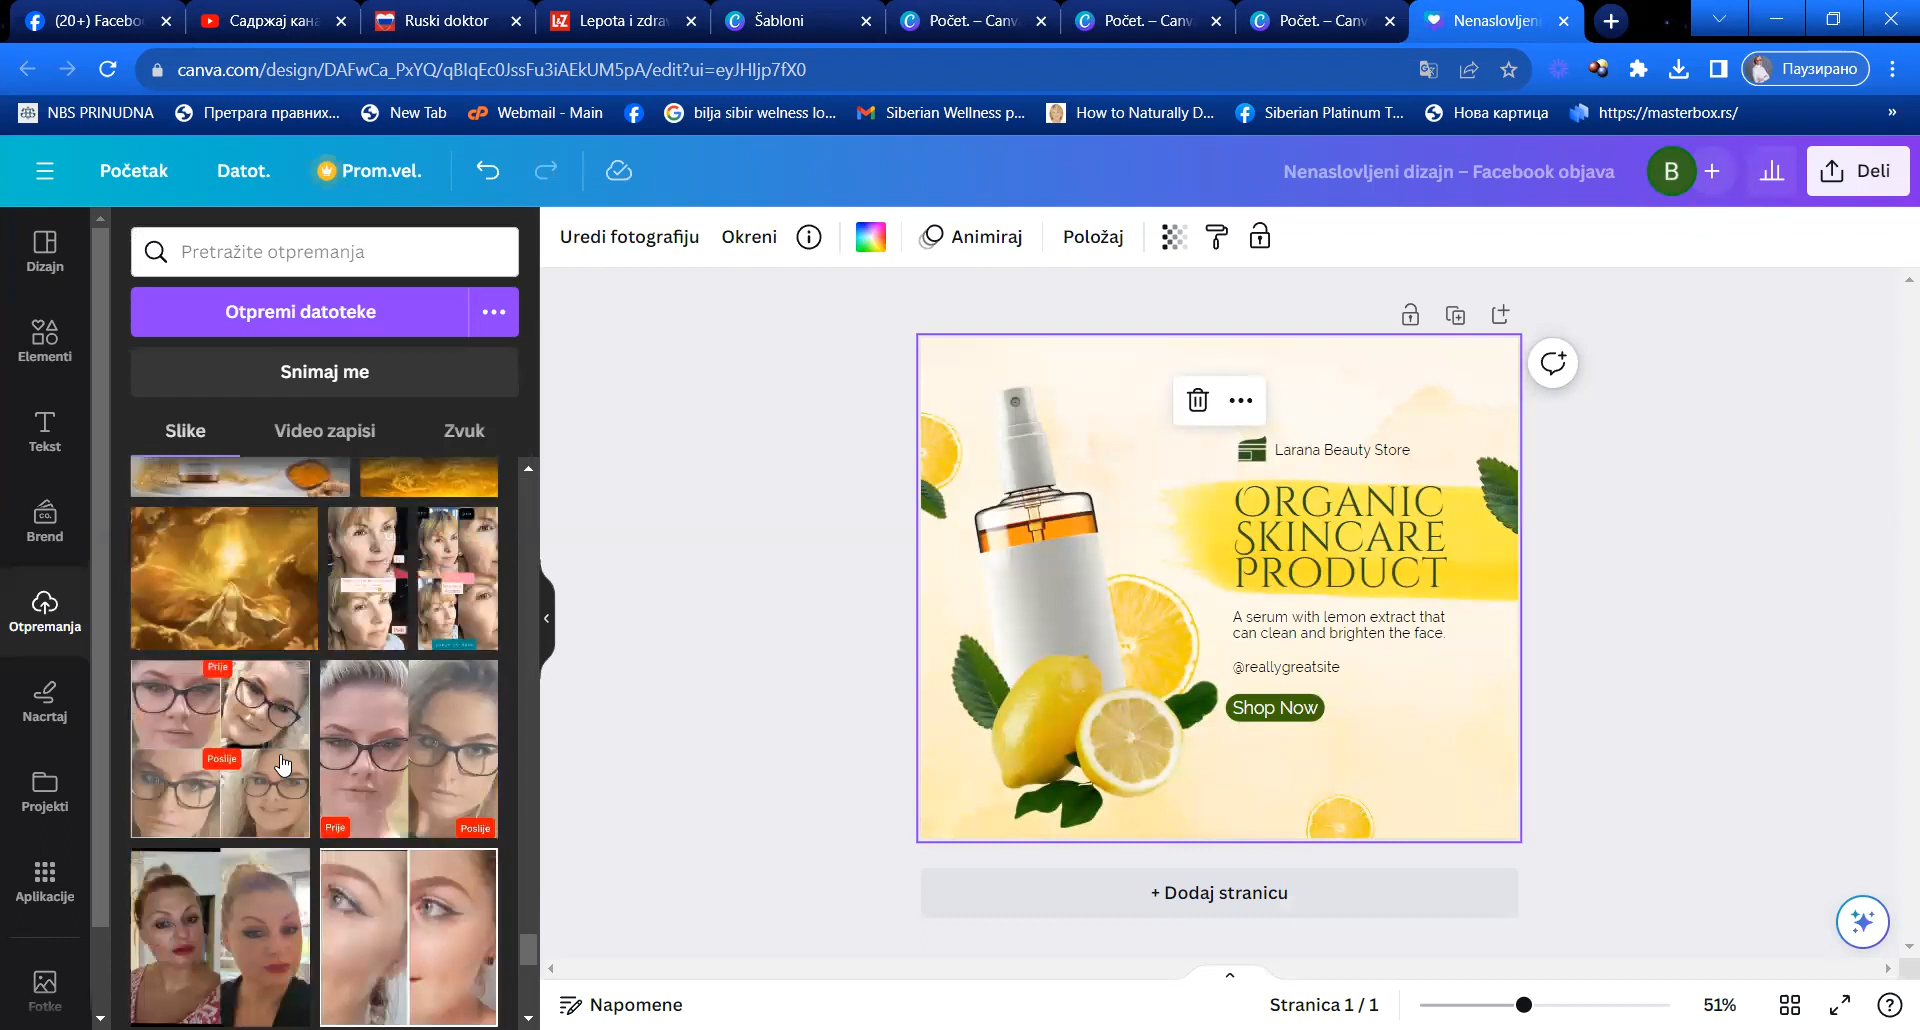 (20+) Facebo
Садржај кана
Ruski doktor
Lepota i zdra
Šabloni
Počet. – Canv
Počet. – Canv
Počet. – Canv
Nenaslovljen
canva.com/design/DAFwCa_PxYQ/qBIqEc0JssFu3iAEkUM5pA/edit?ui=eyJHIjp7fX0
Паузирано
NBS PRINUDNA
Претрага правних...
New Tab
Webmail - Main
bilja sibir welness lo...
Siberian Wellness p...
How to Naturally D...
Siberian Platinum T...
Нова картица
https://masterbox.rs/
»
Početak
Datot.
Prom.vel.
Nenaslovljeni dizajn – Facebook objava
B
Deli
Dizajn
Elementi
Tekst
Brend
Otpremanja
Nacrtaj
Projekti
Aplikacije
Fotke
Pretražite otpremanja
Otpremi datoteke
Snimaj me
Slike
Video zapisi
Zvuk
Prije
Poslije
Prije
Poslije
Uredi fotografiju
Okreni
Animiraj
Položaj
Larana Beauty Store
ORGANIC
SKINCARE
PRODUCT
A serum with lemon extract that
can clean and brighten the face.
@reallygreatsite
Shop Now
+ Dodaj stranicu
Napomene
Stranica 1 / 1
51%